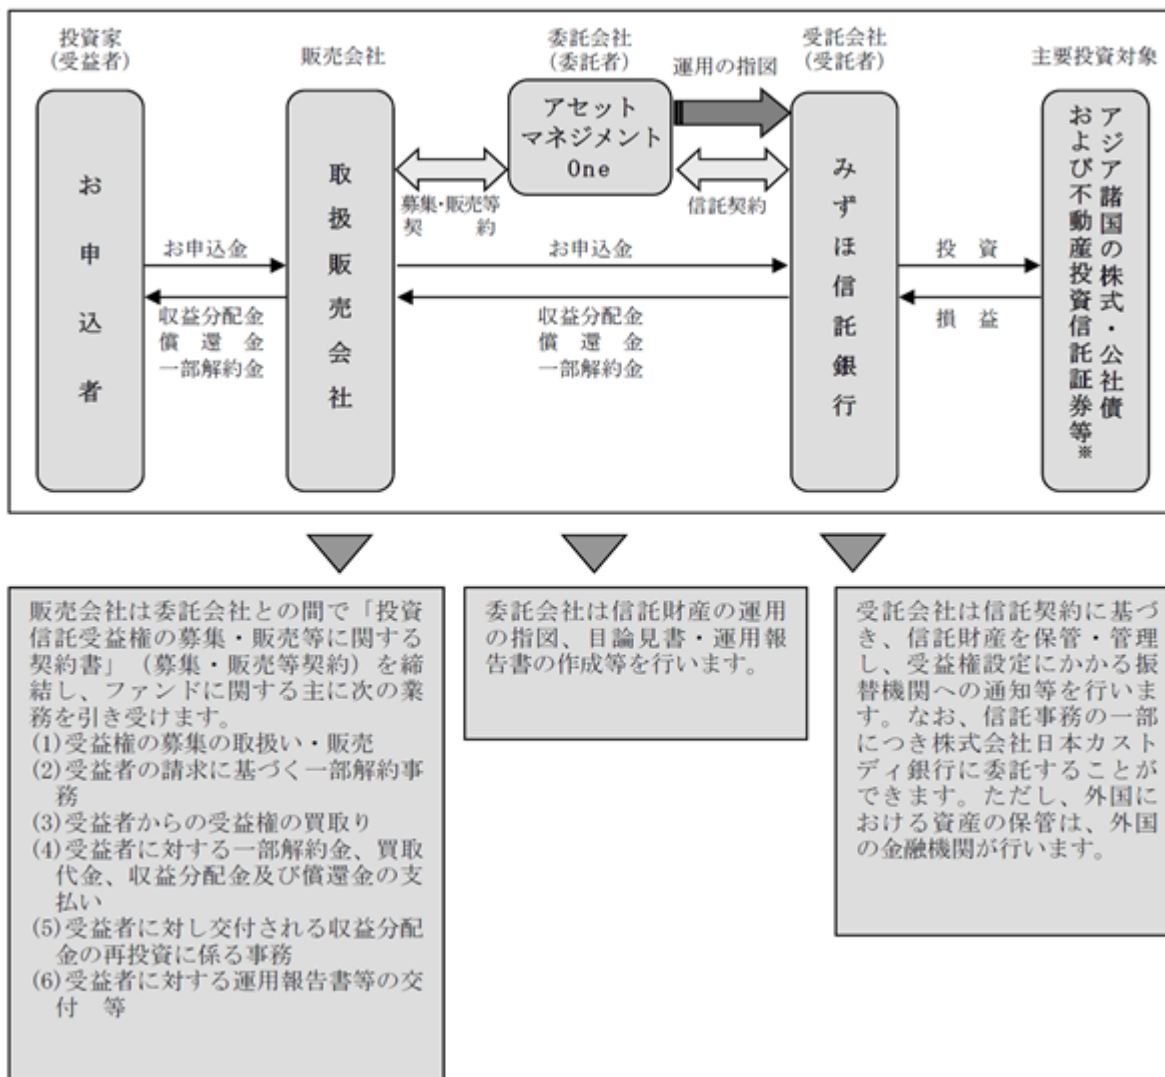 投資家
(受益者)
販売会社
委託会社
(委託者)
運用の指図
受託会社
(受託者)
主要投資対象
お申込者
取扱販売会社
アセット
マネジメント
One
みずほ信託銀行
アジア諸国の株式・公社債
および不動産投資信託証券等※
募集・販売等
契 約
信託契約
お申込金
収益分配金
償 還 金
一部解約金
お申込金
収益分配金
償 還 金
一部解約金
投 資
損 益
販売会社は委託会社との間で「投資
信託受益権の募集・販売等に関する
契約書」(募集・販売等契約)を締
結し、ファンドに関する主に次の業
務を引き受けます。
(1)受益権の募集の取扱い・販売
(2)受益者の請求に基づく一部解約事
務
(3)受益者からの受益権の買取り
(4)受益者に対する一部解約金、買取
代金、収益分配金及び償還金の支
払い
(5)受益者に対し交付される収益分配
金の再投資に係る事務
(6)受益者に対する運用報告書等の交
付 等
委託会社は信託財産の運用
の指図、目論見書・運用報
告書の作成等を行います。
受託会社は信託契約に基づ
き、信託財産を保管・管理
し、受益権設定にかかる振
替機関への通知等を行いま
す。なお、信託事務の一部
につき株式会社日本カスト
ディ銀行に委託することが
できます。ただし、外国に
おける資産の保管は、外国
の金融機関が行います。